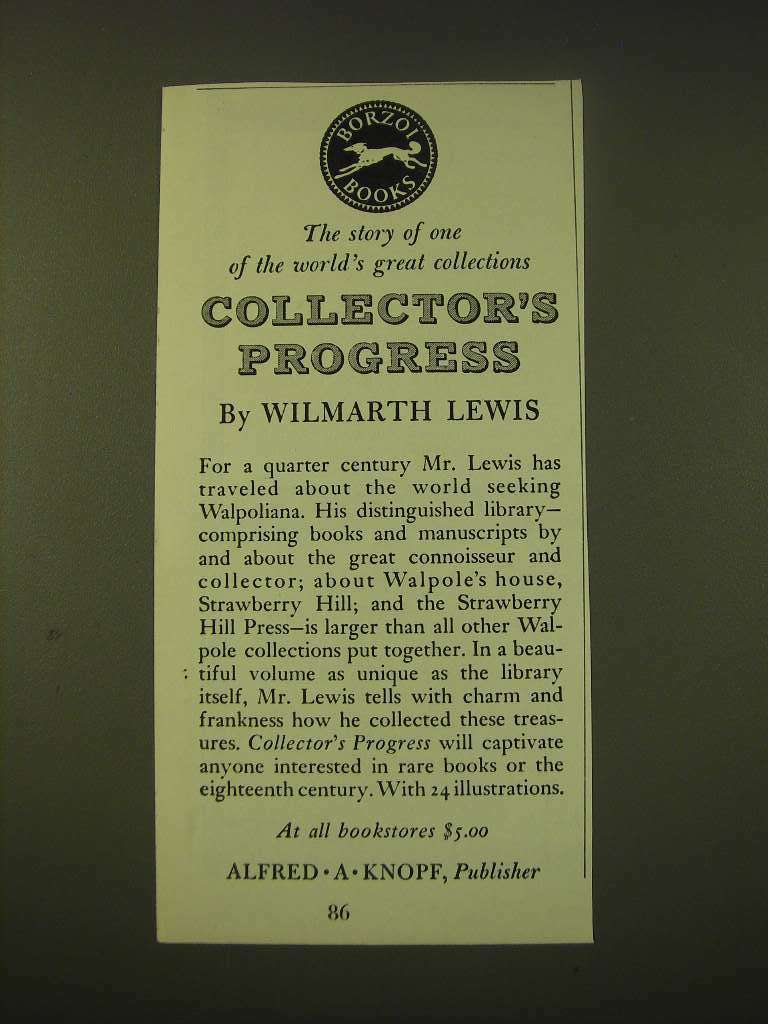 BORZOI
BOOKS
The story of one
of the world's great collections
COLLECTOR'S
PROGRESS
By WILMARTH LEWIS
For a quarter century Mr. Lewis has
traveled about the world seeking
Walpoliana. His distinguished library—
comprising books and manuscripts by
and about the great connoisseur and
collector; about Walpole's house,
Strawberry Hill; and the Strawberry
Hill Press—is larger than all other Wal-
pole collections put together. In a beau-
tiful volume as unique as the library
itself, Mr. Lewis tells with charm and
frankness how he collected these treas-
ures. Collector's Progress will captivate
anyone interested in rare books or the
eighteenth century. With 24 illustrations.
At all bookstores $5.00
ALFRED • A • KNOPF, Publisher
86